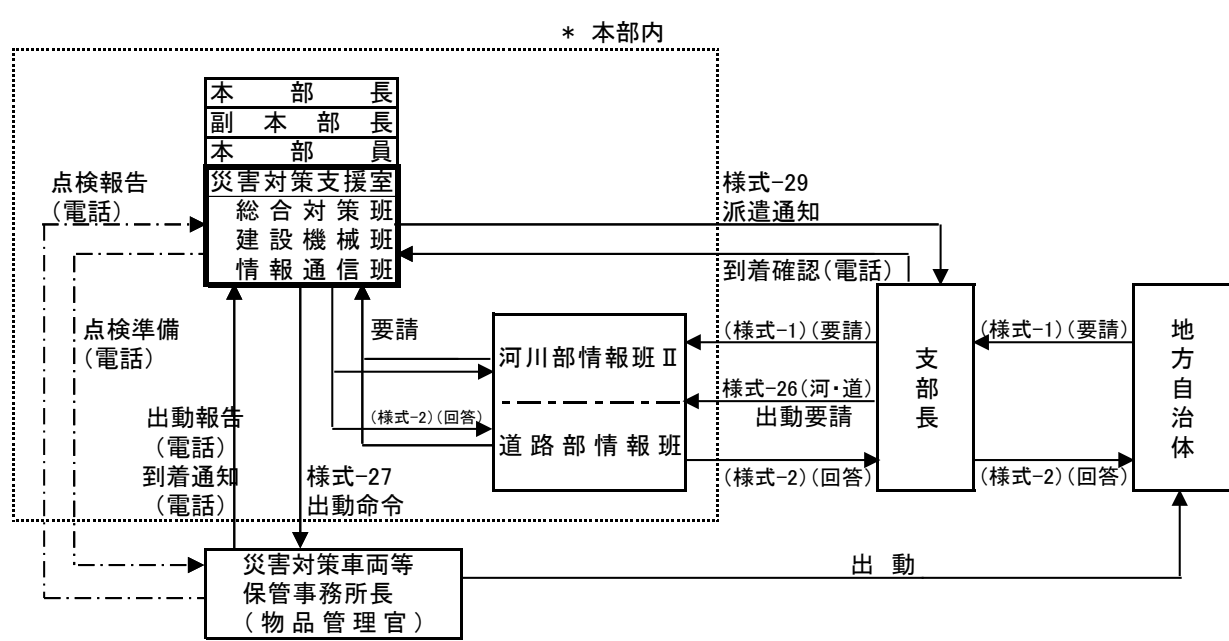 * 本部内
本部長
副本部長
本部員
災害対策支援室
総合対策班
建設機械班
情報通信班
点検報告
(電話)
様式-29
派遣通知
到着確認(電話)
点検準備
(電話)
要請
河川部情報班Ⅱ
道路部情報班
(様式-1)(要請)
様式-26(河・道)
出動要請
(様式-2)(回答)
支部長
(様式-1)(要請)
(様式-2)(回答)
地方自治体
(様式-2)(回答)
出動報告
(電話)
到着通知
(電話)
様式-27
出動命令
災害対策車両等
保管事務所長
(物品管理官)
出動